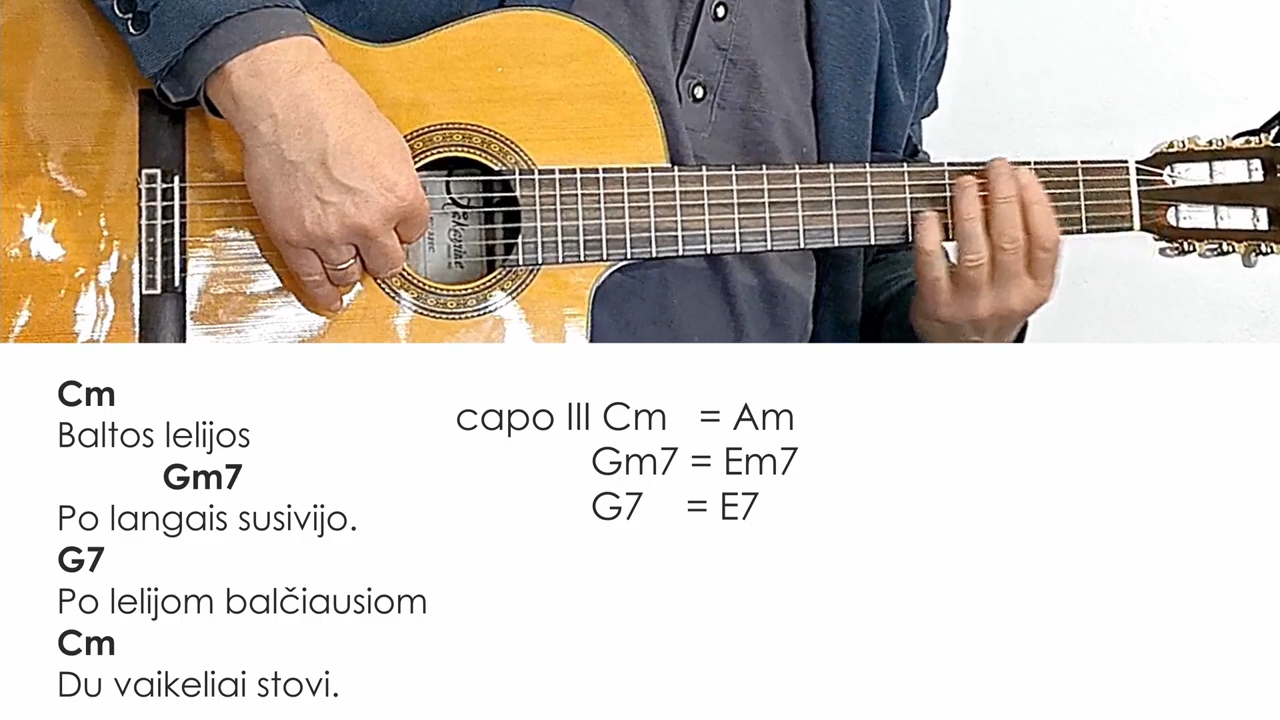 Cm
Baltos lelijos
Gm7
Po langais susivijo.
G7
Po lelijom balčiausiom
Cm
Du vaikeliai stovi.
capo III Cm = Am
Gm7 = Em7
G7 = E7